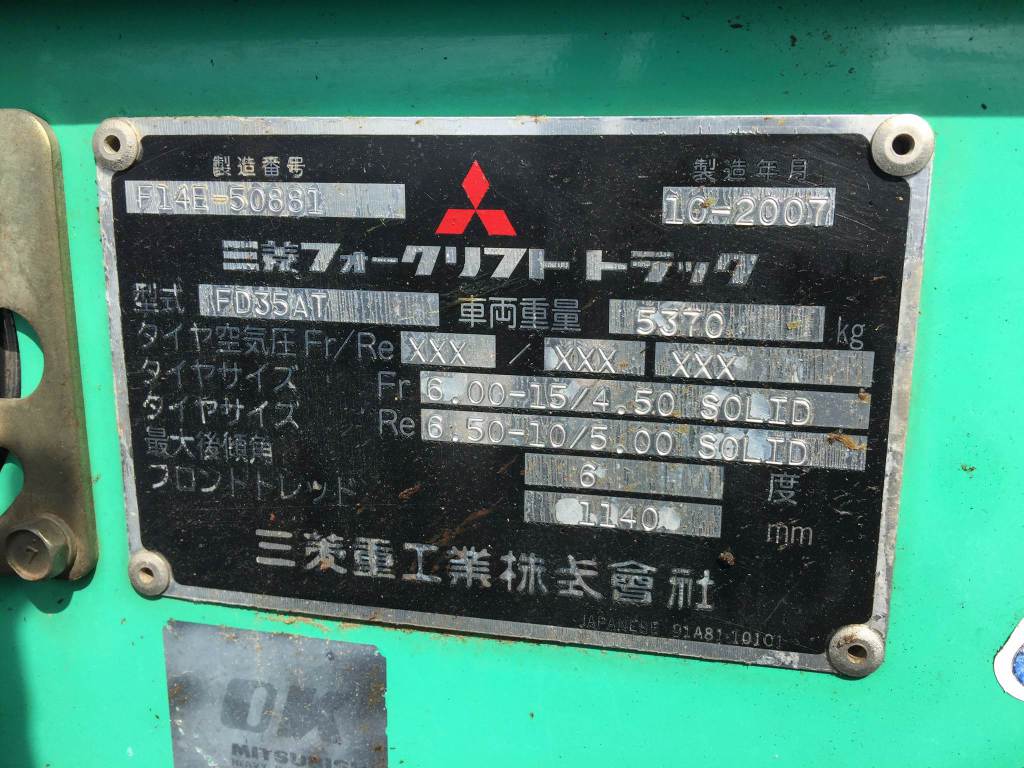 製造番号
F14E-50881
製造年月
10-2007
三菱フォークリフト トラック
型式 FD35AT 車両重量 5370 kg
タイヤ空気圧 Fr/Re XXX / XXX XXX
タイヤサイズ Fr 6.00-15/4.50 SOLID
タイヤサイズ Re 6.50-10/5.00 SOLID
最大後傾角 6 度
フロントトレッド 1140 mm
三菱重工業株式會社
JAPANESE 91A81-10101
7
OK